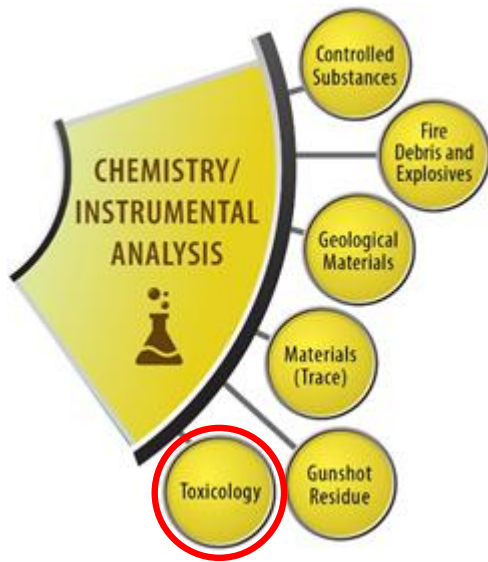 CHEMISTRY/
INSTRUMENTAL
ANALYSIS
Controlled
Substances
Fire
Debris and
Explosives
Geological
Materials
Materials
(Trace)
Gunshot
Residue
Toxicology